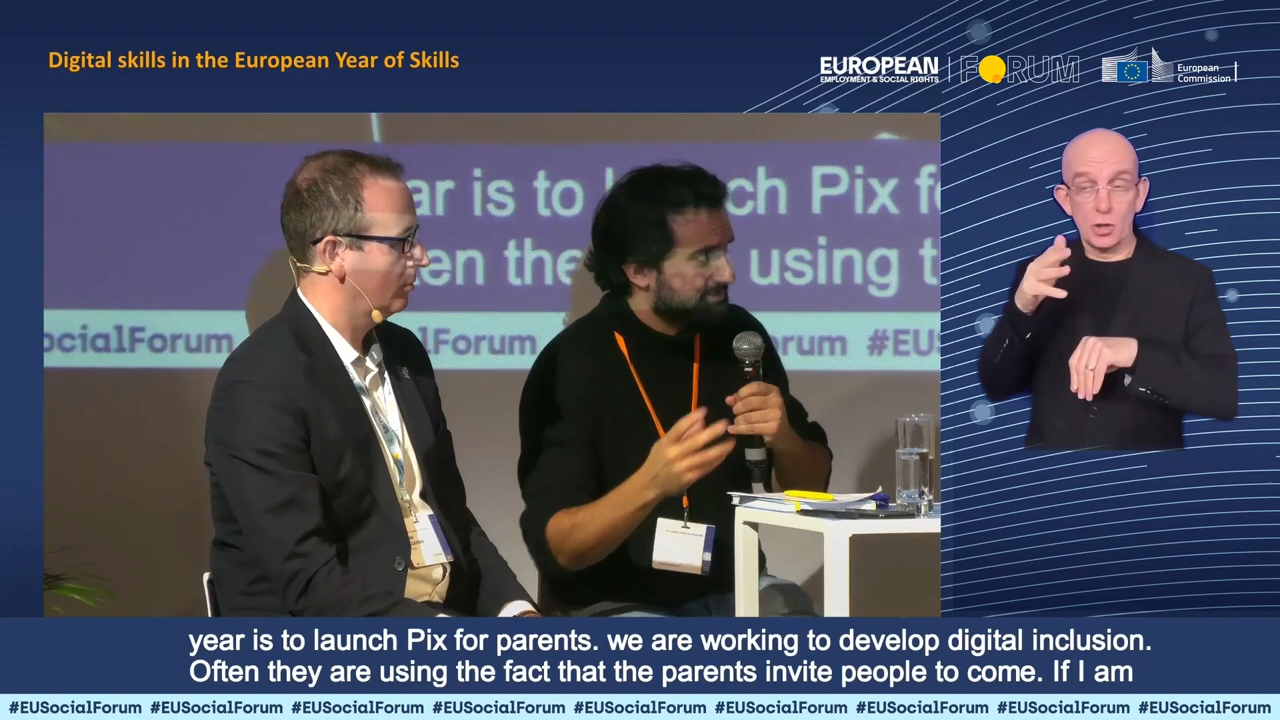 Digital skills in the European Year of Skills
EUROPEAN
EMPLOYMENT & SOCIAL RIGHTS
FORUM
European
Commission
ar is to ch Pix f
en the using t
ocialForum lForum orum #EU
year is to launch Pix for parents. we are working to develop digital inclusion.
Often they are using the fact that the parents invite people to come. If I am
#EUSocialForum #EUSocialForum #EUSocialForum #EUSocialForum #EUSocialForum #EUSocialForum #EUSocialForum #EUSocialForum #EUSocialForum